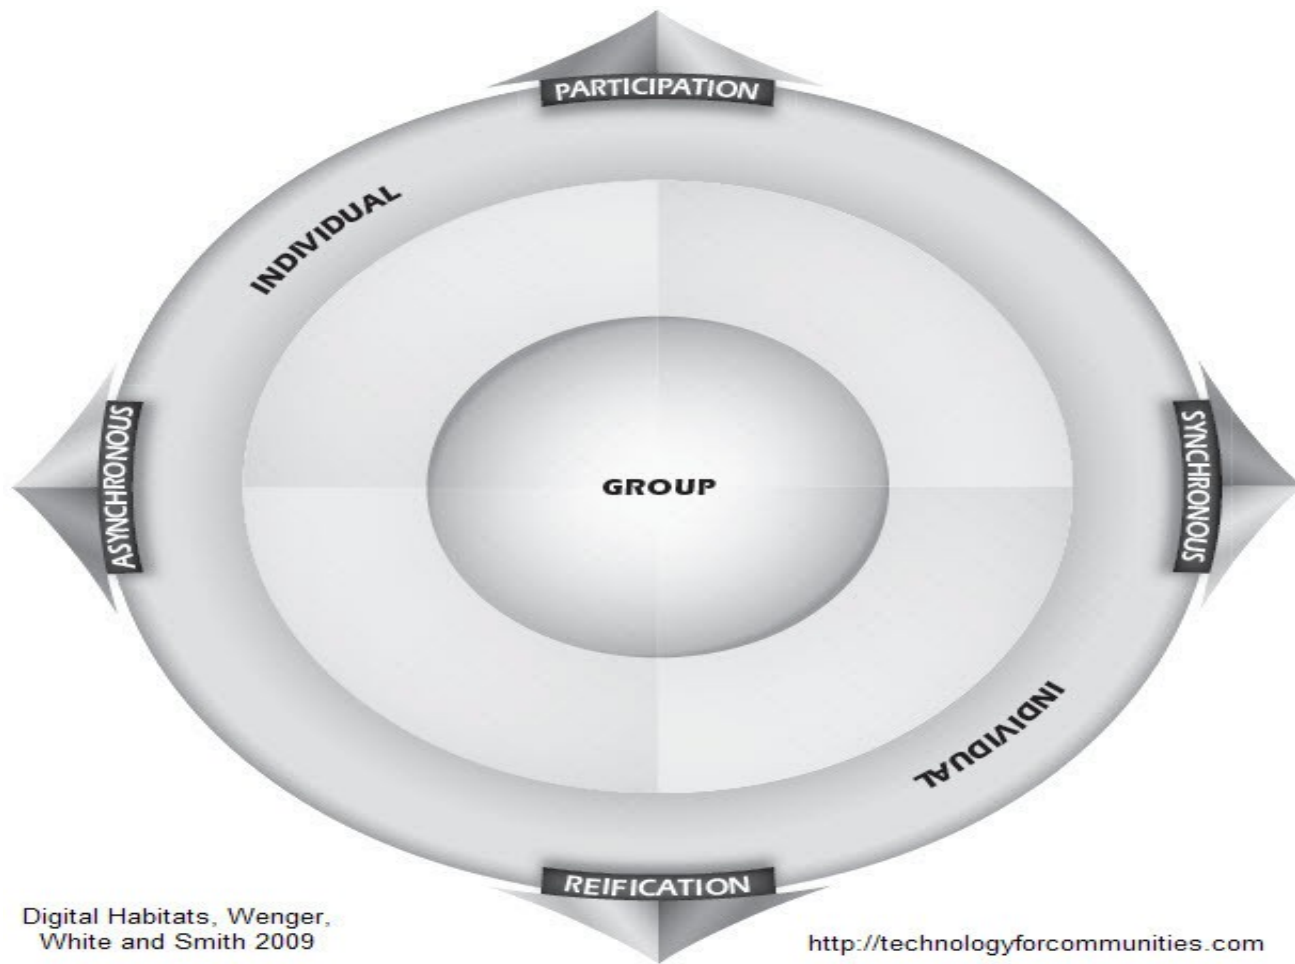 PARTICIPATION
INDIVIDUAL
ASYNCHRONOUS
GROUP
SYNCHRONOUS
INDIVIDUAL
REIFICATION
Digital Habitats, Wenger,
White and Smith 2009
http://technologyforcommunities.com